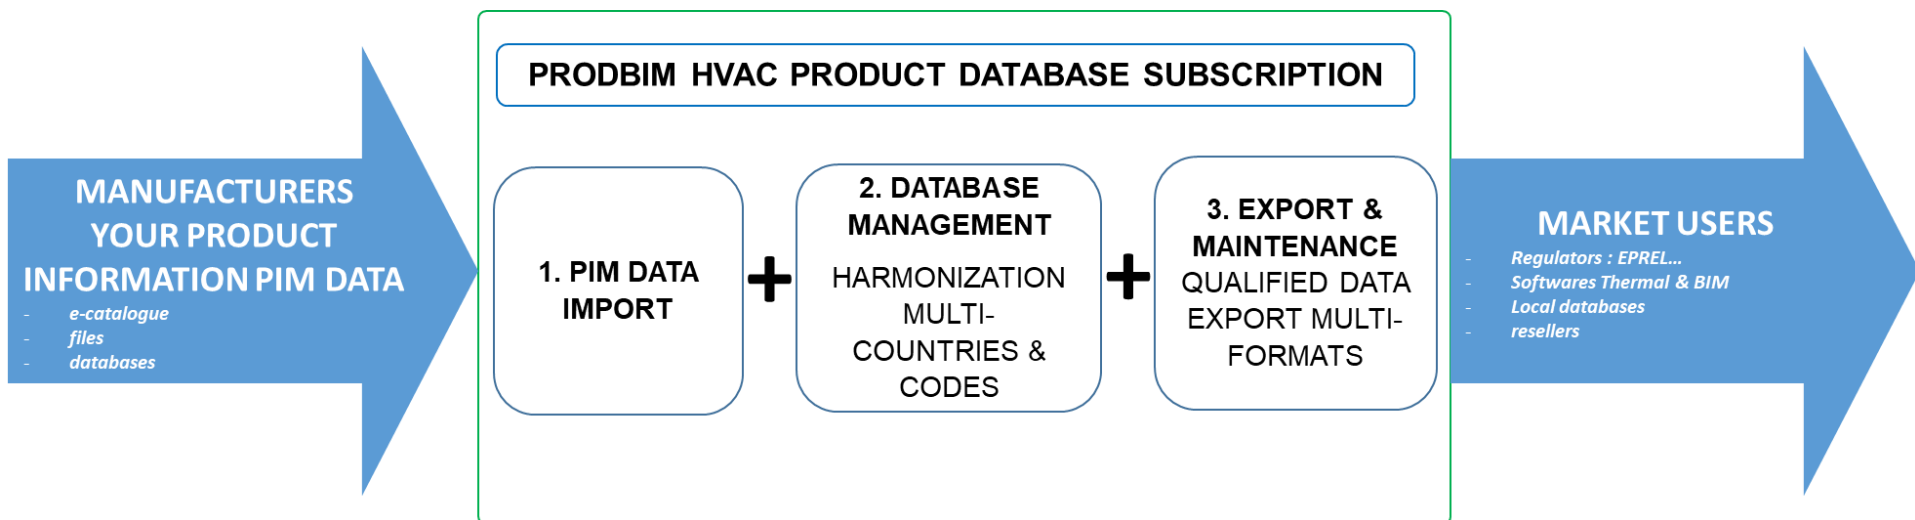 PRODBIM HVAC PRODUCT DATABASE SUBSCRIPTION
MANUFACTURERS
YOUR PRODUCT
INFORMATION PIM DATA
- e-catalogue
- files
- databases
1. PIM DATA
IMPORT
+
2. DATABASE
MANAGEMENT
HARMONIZATION
MULTI-
COUNTRIES &
CODES
+
3. EXPORT &
MAINTENANCE
QUALIFIED DATA
EXPORT MULTI-
FORMATS
MARKET USERS
- Regulators : EPREL...
- Softwares Thermal & BIM
- Local databases
- resellers